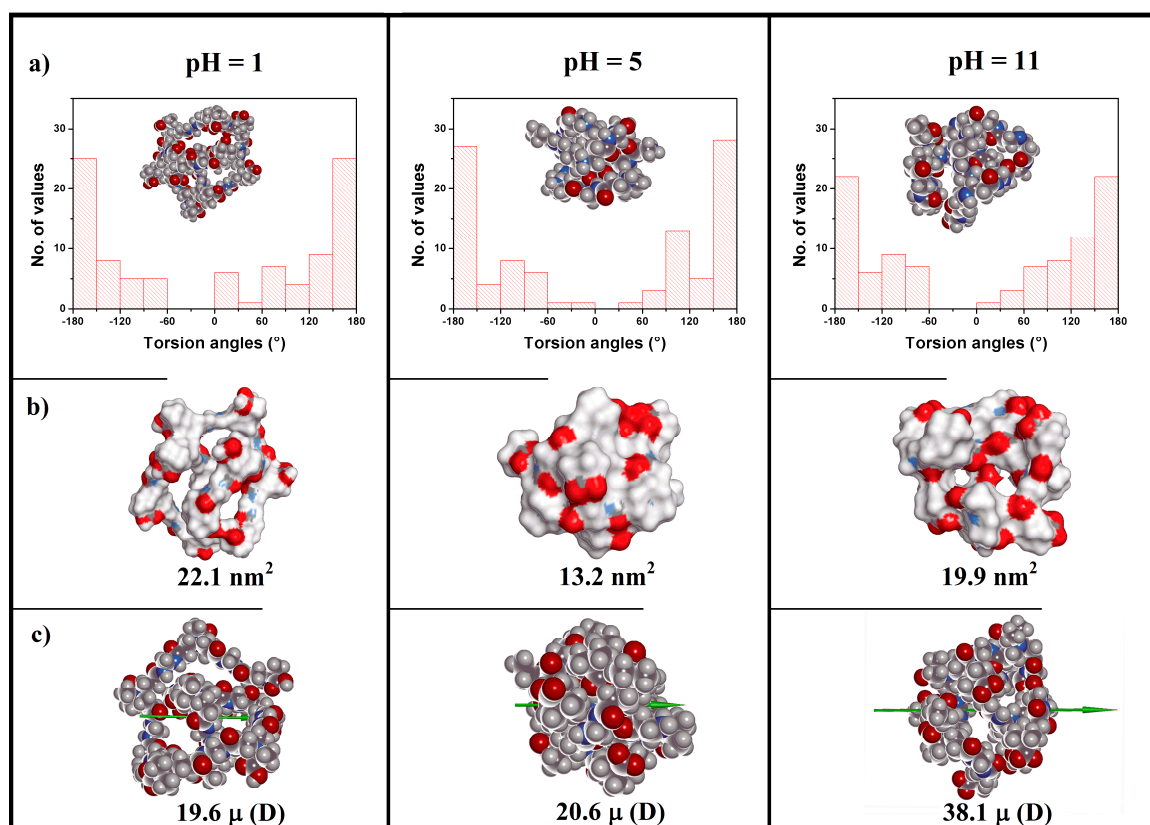 a)
pH = 1
pH = 5
pH = 11
No. of values
30
20
10
0
-180 -120 -60 0 60 120 180
Torsion angles (°)
No. of values
30
20
10
0
-180 -120 -60 0 60 120 180
Torsion angles (°)
No. of values
30
20
10
0
-180 -120 -60 0 60 120 180
Torsion angles (°)
b)
22.1 nm²
13.2 nm²
19.9 nm²
c)
19.6 μ (D)
20.6 μ (D)
38.1 μ (D)